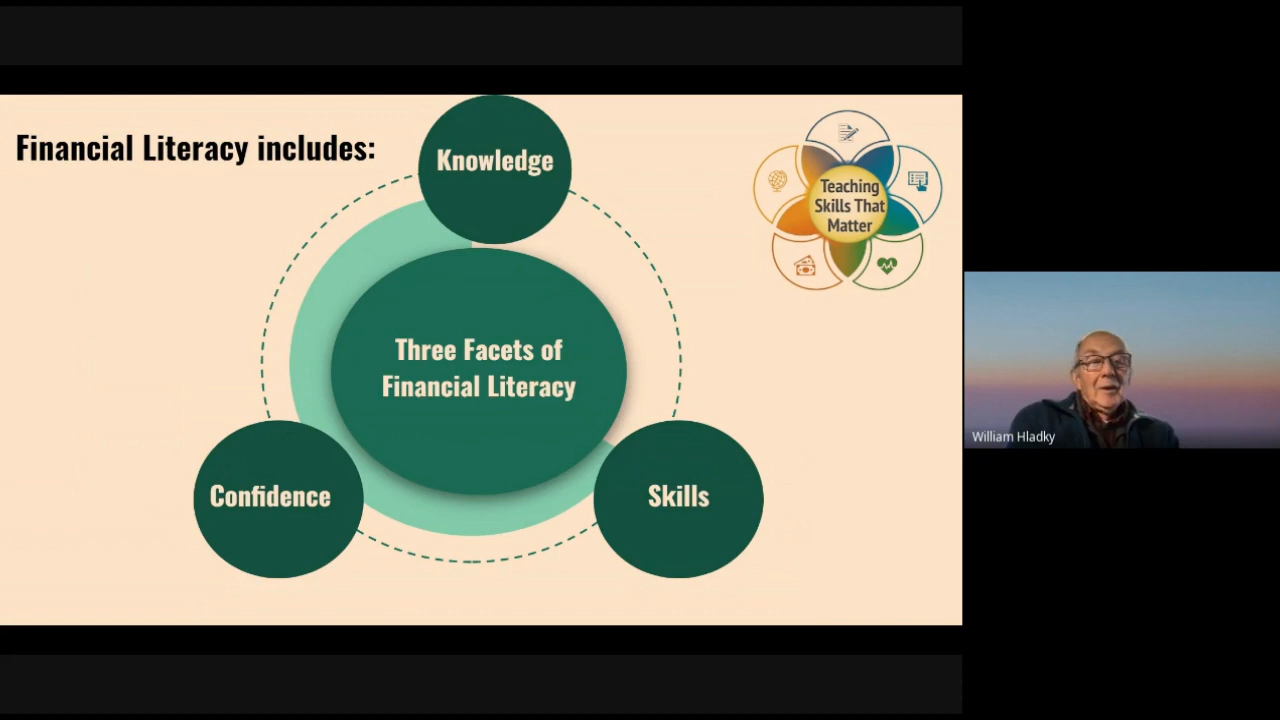 Financial Literacy includes:
Knowledge
Teaching
Skills That
Matter
Three Facets of
Financial Literacy
Confidence
Skills
William Hladky